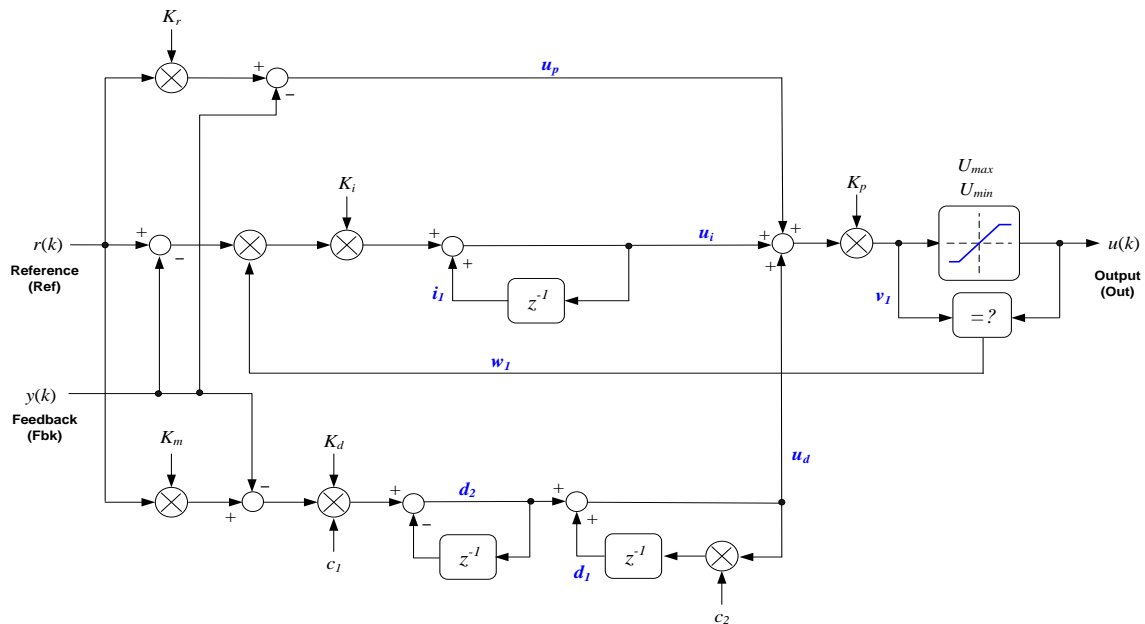 K_r
+
−
u_p
K_i
K_p
U_max
U_min
r(k)
Reference
(Ref)
+
−
+
+
u_i
+
+
+
u(k)
Output
(Out)
i_1
z^-1
v_1
=?
w_1
y(k)
Feedback
(Fbk)
K_m
K_d
u_d
−
+
+
−
d_2
+
+
c_1
z^-1
d_1
z^-1
c_2